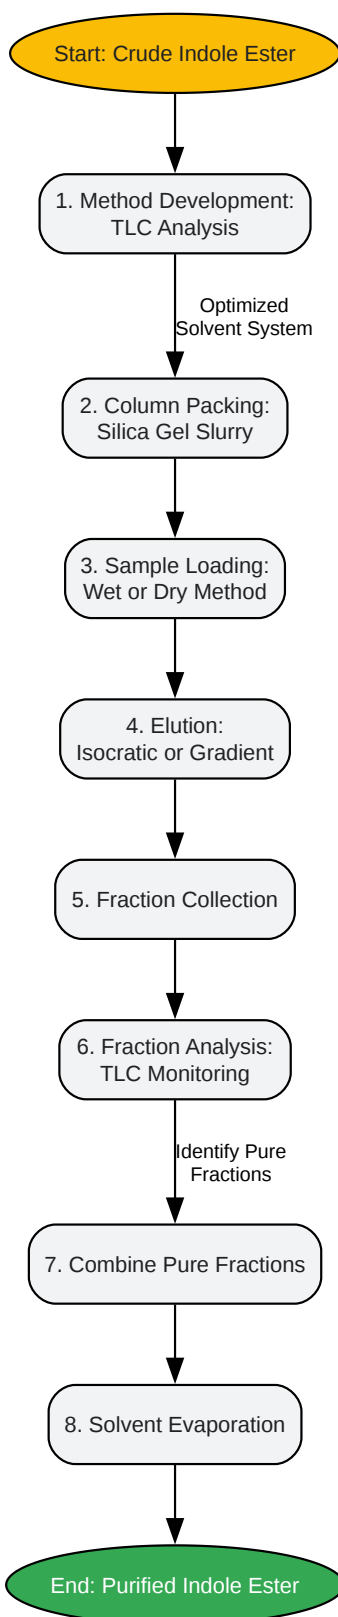 Start: Crude Indole Ester
1. Method Development:
TLC Analysis
Optimized
Solvent System
2. Column Packing:
Silica Gel Slurry
3. Sample Loading:
Wet or Dry Method
4. Elution:
Isocratic or Gradient
5. Fraction Collection
6. Fraction Analysis:
TLC Monitoring
Identify Pure
Fractions
7. Combine Pure Fractions
8. Solvent Evaporation
End: Purified Indole Ester